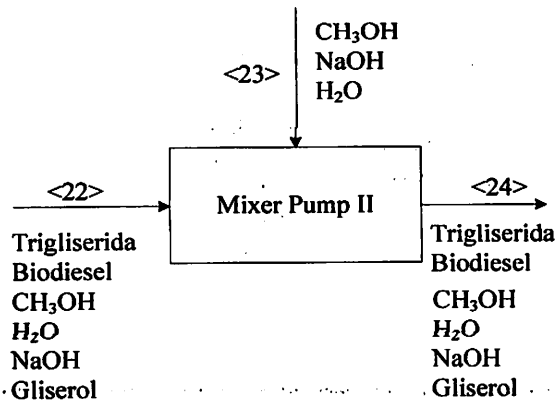 CH₃OH
NaOH
H₂O
<23>
<22>
Mixer Pump II
<24>
Trigliserida
Biodiesel
CH₃OH
H₂O
NaOH
Gliserol
Trigliserida
Biodiesel
CH₃OH
H₂O
NaOH
Gliserol